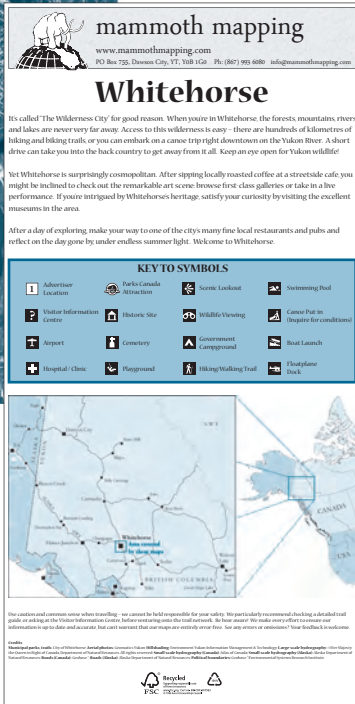 mammoth mapping
www.mammothmapping.com
PO Box 755, Dawson City, YT, Y0B 1G0 Ph: (867) 993 6080 info@mammothmapping.com
Whitehorse
It's called 'The Wilderness City' for good reason. When you're in Whitehorse, the forests, mountains, rivers
and lakes are never very far away. Access to this wilderness is easy – there are hundreds of kilometres of
hiking and biking trails, or you can embark on a canoe trip right downtown on the Yukon River. A short
drive can take you into the back country to get away from it all. Keep an eye open for Yukon wildlife!
Yet Whitehorse is surprisingly cosmopolitan. After sipping locally roasted coffee at a streetside cafe, you
might be inclined to check out the remarkable art scene: browse first-class galleries or take in a live
performance. If you're intrigued by Whitehorse's heritage, satisfy your curiosity by visiting the excellent
museums in the area.
After a day of exploring, make your way to one of the city's many fine local restaurants and pubs and
reflect on the day gone by, under endless summer light. Welcome to Whitehorse.
KEY TO SYMBOLS
1 Advertiser Location
Parks Canada Attraction
Scenic Lookout
Swimming Pool
? Visitor Information Centre
Historic Site
Wildlife Viewing
Canoe Put in (Inquire for conditions)
Airport
Cemetery
Government Campground
Boat Launch
Hospital / Clinic
Playground
Hiking/Walking Trail
Floatplane Dock
NWT
ALASKA
YUKON
Whitehorse
Area covered
by these maps
BRITISH COLUMBIA
CANADA
USA
Use caution and common sense when travelling – we cannot be held responsible for your safety. We particularly recommend checking a detailed trail
guide, or asking at the Visitor Information Centre, before venturing onto the trail network. Be bear aware! We make every effort to ensure our
information is up to date and accurate, but can't warrant that our maps are entirely error free. See any errors or omissions? Your feedback is welcome.
Credits
FSC
Recycled